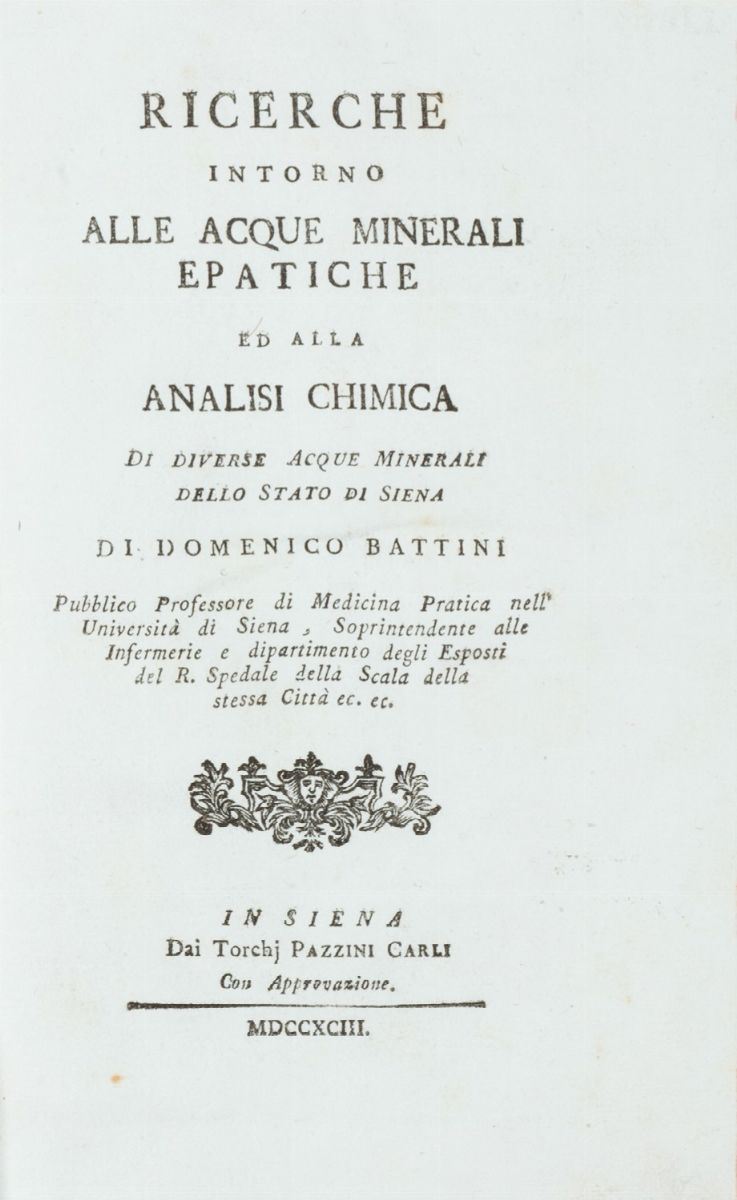 RICERCHE
INTORNO
ALLE ACQUE MINERALI
EPATICHE
ED ALLA
ANALISI CHIMICA
DI DIVERSE ACQUE MINERALI
DELLO STATO DI SIENA
DI DOMENICO BATTINI
Pubblico Professore di Medicina Pratica nell'
Università di Siena, Soprintendente alle
Infermerie e dipartimento degli Esposti
del R. Spedale della Scala della
stessa Città ec. ec.
IN SIENA
Dai Torchj PAZZINI CARLI
Con Approvazione.
MDCCXCIII.